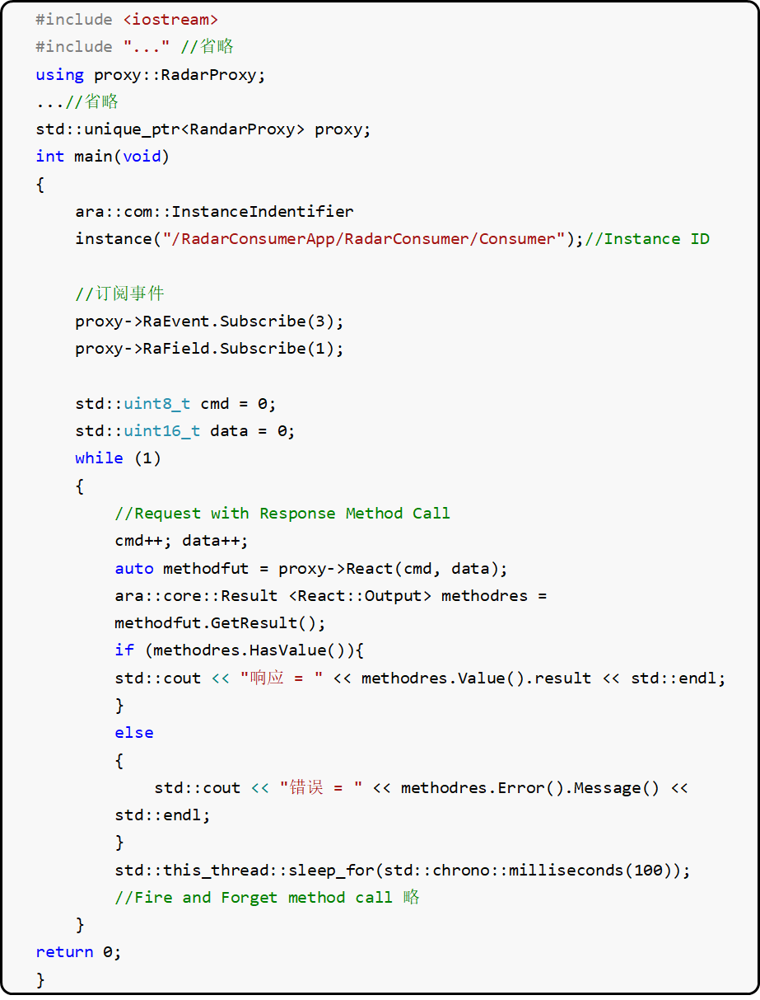 #include <iostream>
#include "..." //省略
using proxy::RadarProxy;
...//省略
std::unique_ptr<RandarProxy> proxy;
int main(void)
{
    ara::com::InstanceIndentifier
    instance("/RadarConsumerApp/RadarConsumer/Consumer");//Instance ID
    //订阅事件
    proxy->RaEvent.Subscribe(3);
    proxy->RaField.Subscribe(1);
    std::uint8_t cmd = 0;
    std::uint16_t data = 0;
    while (1)
    {
        //Request with Response Method Call
        cmd++; data++;
        auto methodfut = proxy->React(cmd, data);
        ara::core::Result <React::Output> methodres =
        methodfut.GetResult();
        if (methodres.HasValue()){
        std::cout << "响应 = " << methodres.Value().result << std::endl;
        }
        else
        {
            std::cout << "错误 = " << methodres.Error().Message() <<
        std::endl;
        }
        std::this_thread::sleep_for(std::chrono::milliseconds(100));
        //Fire and Forget method call 略
    }
return 0;
}